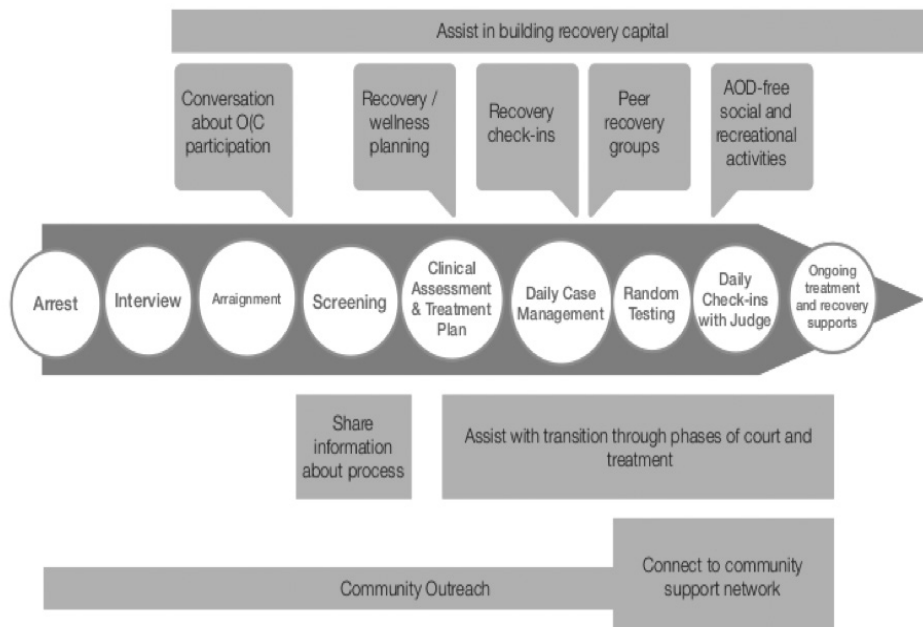 Assist in building recovery capital
Conversation
about O(C
participation
Recovery /
wellness
planning
Recovery
check-ins
Peer
recovery
groups
AOD-free
social and
recreational
activities
Arrest
Interview
Arraignment
Screening
Clinical
Assessment
& Treatment
Plan
Daily Case
Management
Random
Testing
Daily
Check-ins
with Judge
Ongoing
treatment
and recovery
supports
Share
information
about process
Assist with transition through phases of court and
treatment
Community Outreach
Connect to community
support network